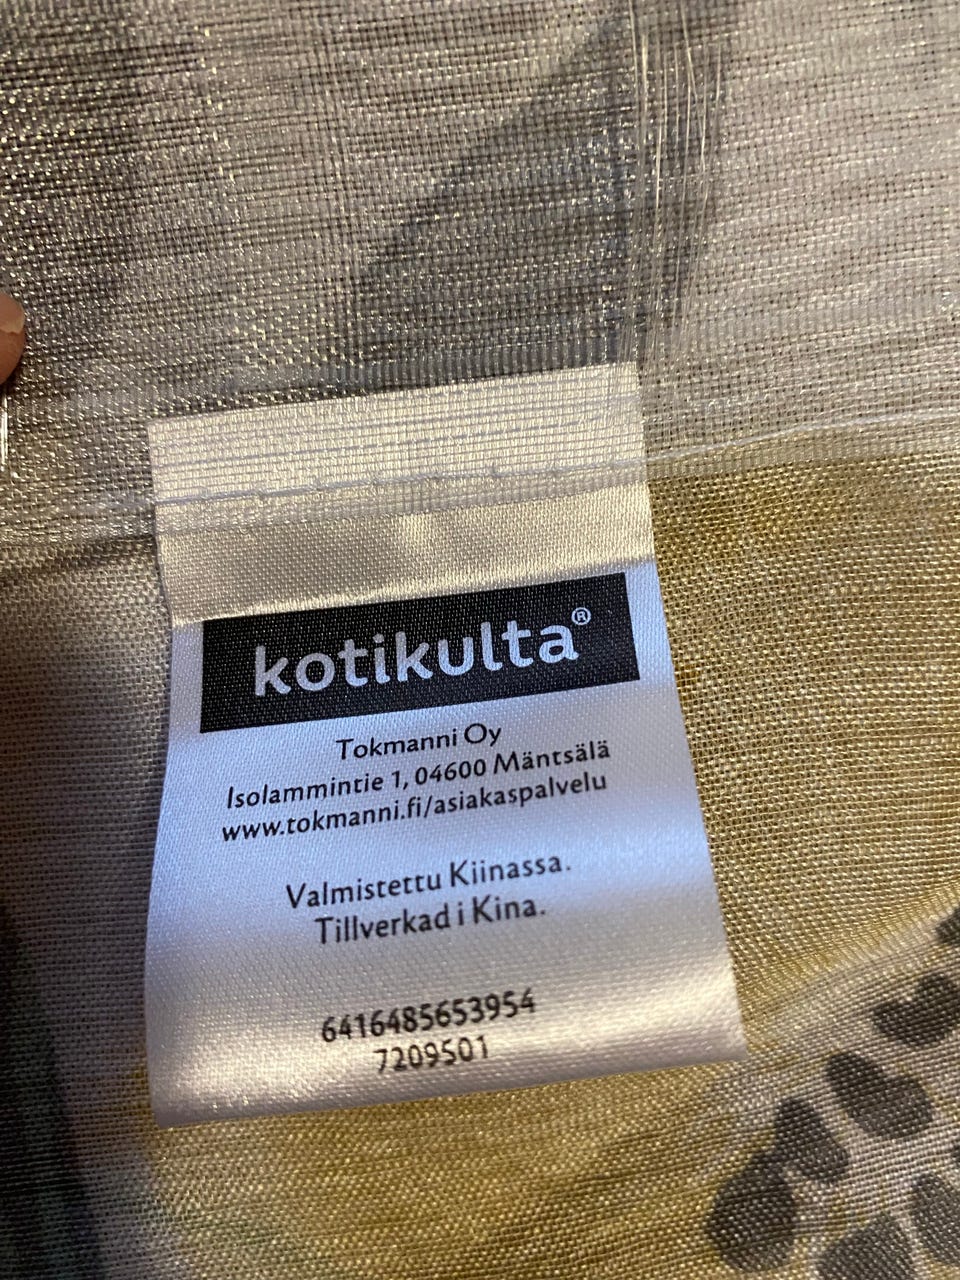 kotikulta®
Tokmanni Oy
Isolammintie 1, 04600 Mäntsälä
www.tokmanni.fi/asiakaspalvelu
Valmistettu Kiinassa.
Tillverkad i Kina.
6416485653954
7209501